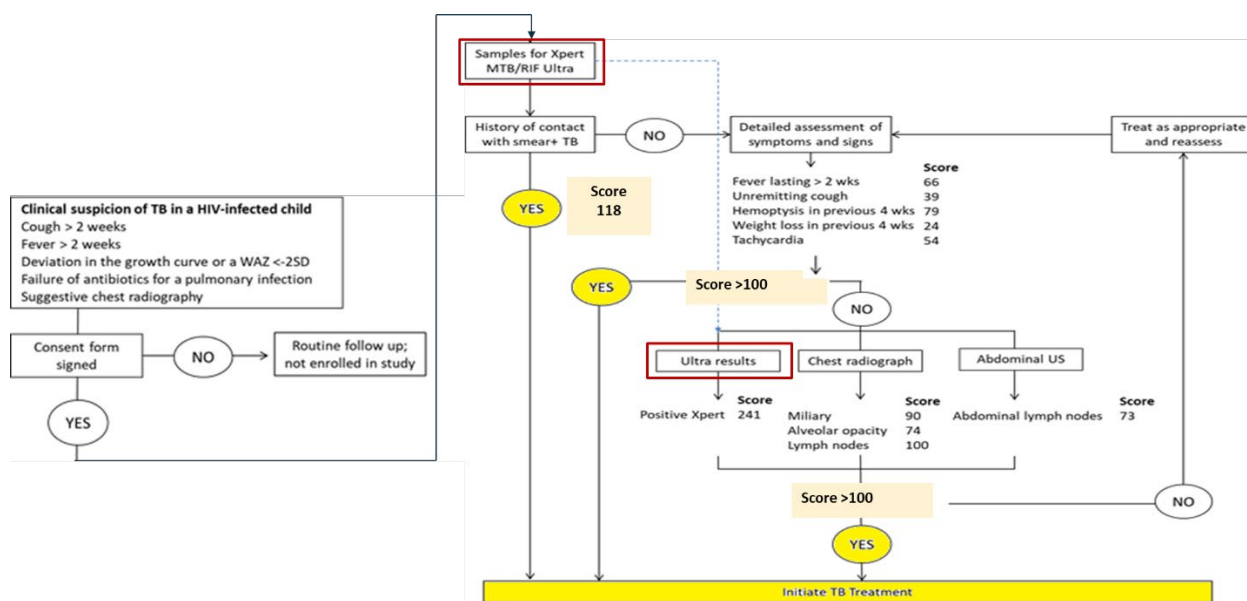 Samples for Xpert
MTB/RIF Ultra
History of contact
with smear+ TB
NO
Detailed assessment of
symptoms and signs
Treat as appropriate
and reassess
Score
Fever lasting > 2 wks 66
Unremitting cough 39
Hemoptysis in previous 4 wks 79
Weight loss in previous 4 wks 24
Tachycardia 54
YES
Score
118
Clinical suspicion of TB in a HIV-infected child
Cough > 2 weeks
Fever > 2 weeks
Deviation in the growth curve or a WAZ <-2SD
Failure of antibiotics for a pulmonary infection
Suggestive chest radiography
Consent form
signed
NO
Routine follow up;
not enrolled in study
YES
YES
Score >100
NO
Ultra results
Chest radiograph
Abdominal US
Score
Positive Xpert 241
Score
Miliary 90
Alveolar opacity 74
Lymph nodes 100
Score
Abdominal lymph nodes 73
Score >100
NO
YES
Initiate TB Treatment